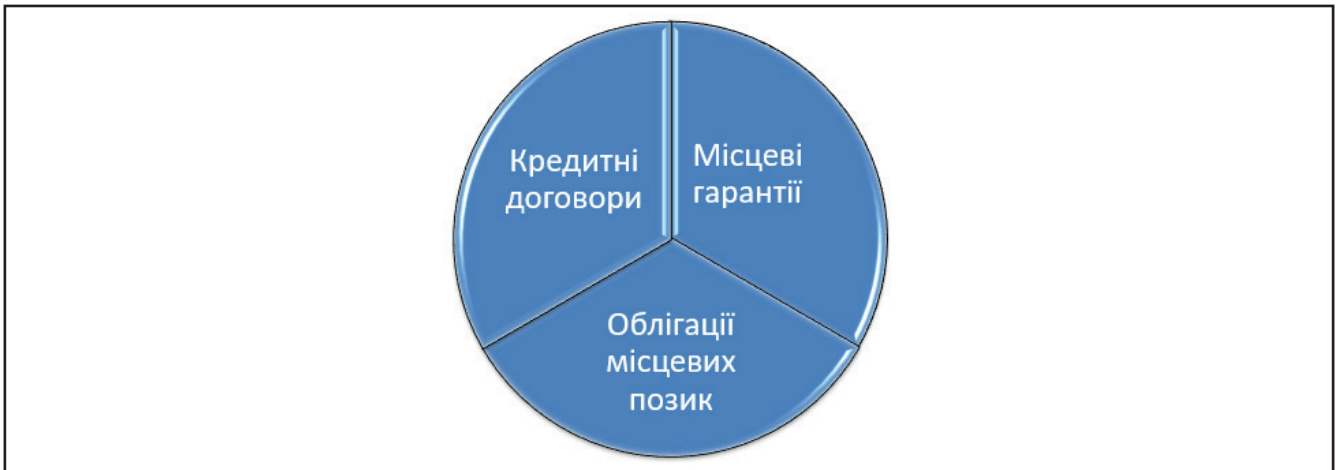 Кредитні
договори
Місцеві
гарантії
Облігації
місцевих
позик